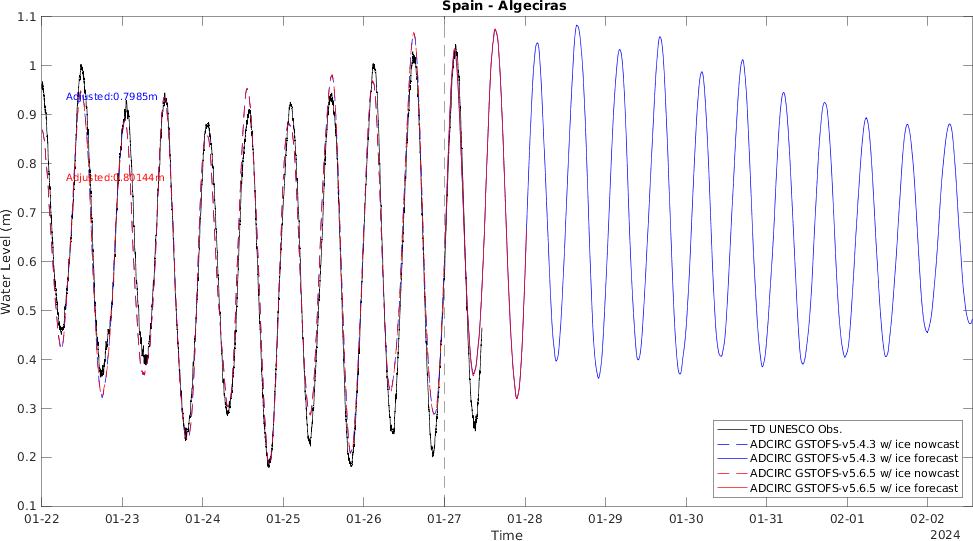 Spain - Algeciras
1.1
1
0.9
0.8
0.7
0.6
0.5
0.4
0.3
0.2
0.1
Water Level (m)
Adjusted:0.7985m
Adjusted:0.80144m
TD UNESCO Obs.
ADCIRC GSTOFS-v5.4.3 w/ ice nowcast
ADCIRC GSTOFS-v5.4.3 w/ ice forecast
ADCIRC GSTOFS-v5.6.5 w/ ice nowcast
ADCIRC GSTOFS-v5.6.5 w/ ice forecast
01-22 01-23 01-24 01-25 01-26 01-27 01-28 01-29 01-30 01-31 02-01 02-02
Time
2024